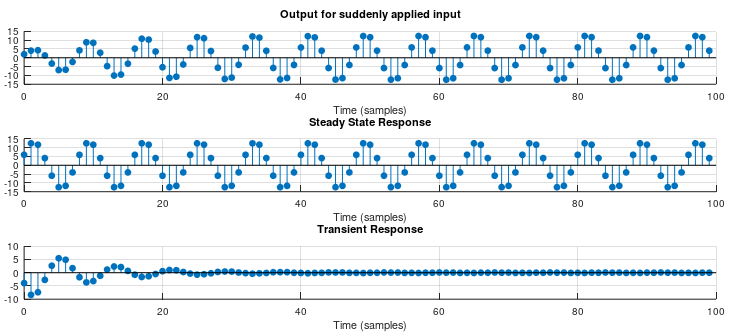 Output for suddenly applied input
15
10
5
0
-5
-10
-15
0 20 40 60 80 100
Time (samples)
Steady State Response
15
10
5
0
-5
-10
-15
0 20 40 60 80 100
Time (samples)
Transient Response
10
5
0
-5
-10
0 20 40 60 80 100
Time (samples)